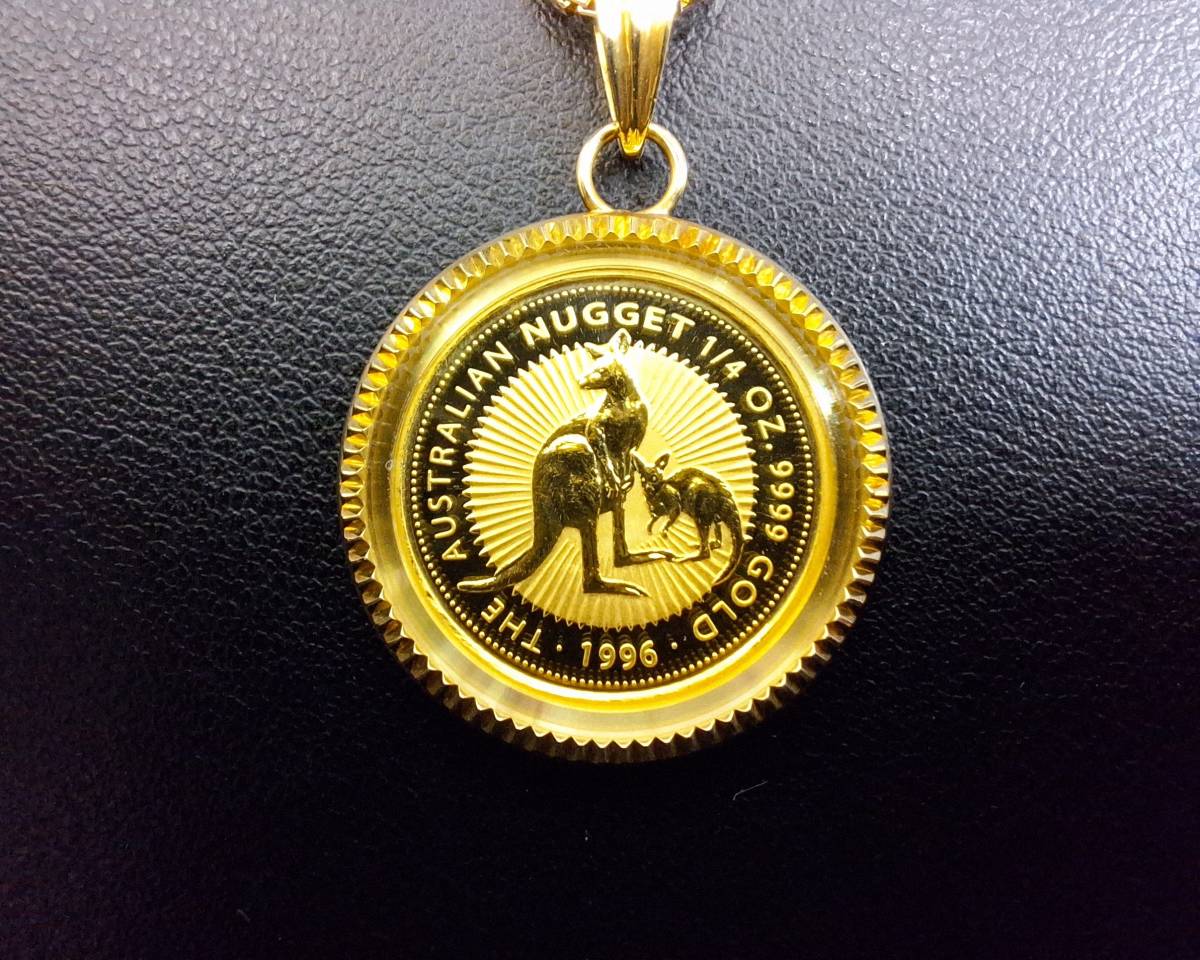 THE AUSTRALIAN NUGGET 1/4 OZ. 9999 GOLD
· 1996 ·